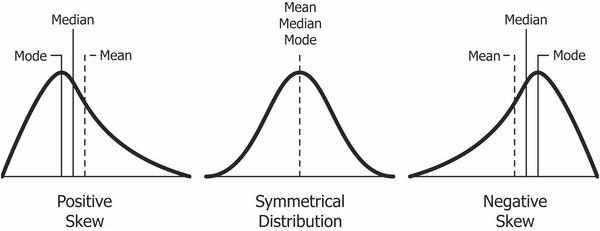 Median
Mode
Mean
Positive
Skew
Mean
Median
Mode
Symmetrical
Distribution
Median
Mean
Mode
Negative
Skew